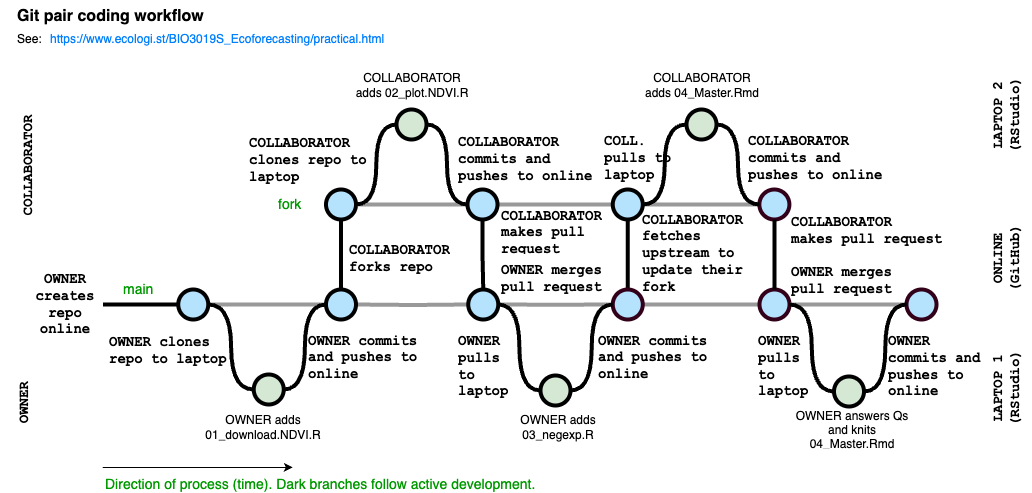 Git pair coding workflow
See: https://www.ecologi.st/BIO3019S_Ecoforecasting/practical.html
COLLABORATOR
adds 02_plot.NDVI.R
COLLABORATOR
adds 04_Master.Rmd
LAPTOP 2
(RStudio)
COLLABORATOR
COLLABORATOR
clones repo to
laptop
COLLABORATOR
commits and
pushes to online
COLL.
pulls to
laptop
COLLABORATOR
commits and
pushes to online
fork
COLLABORATOR
forks repo
COLLABORATOR
makes pull
request
OWNER merges
pull request
COLLABORATOR
fetches
upstream to
update their
fork
COLLABORATOR
makes pull request
OWNER merges
pull request
ONLINE
(GitHub)
OWNER
creates
repo
online
main
OWNER clones
repo to laptop
OWNER commits
and pushes to
online
OWNER
pulls
to
laptop
OWNER commits
and pushes to
online
OWNER
pulls
to
laptop
OWNER
commits and
pushes to
online
OWNER
LAPTOP 1
(RStudio)
OWNER adds
01_download.NDVI.R
OWNER adds
03_negexp.R
OWNER answers Qs
and knits
04_Master.Rmd
Direction of process (time). Dark branches follow active development.